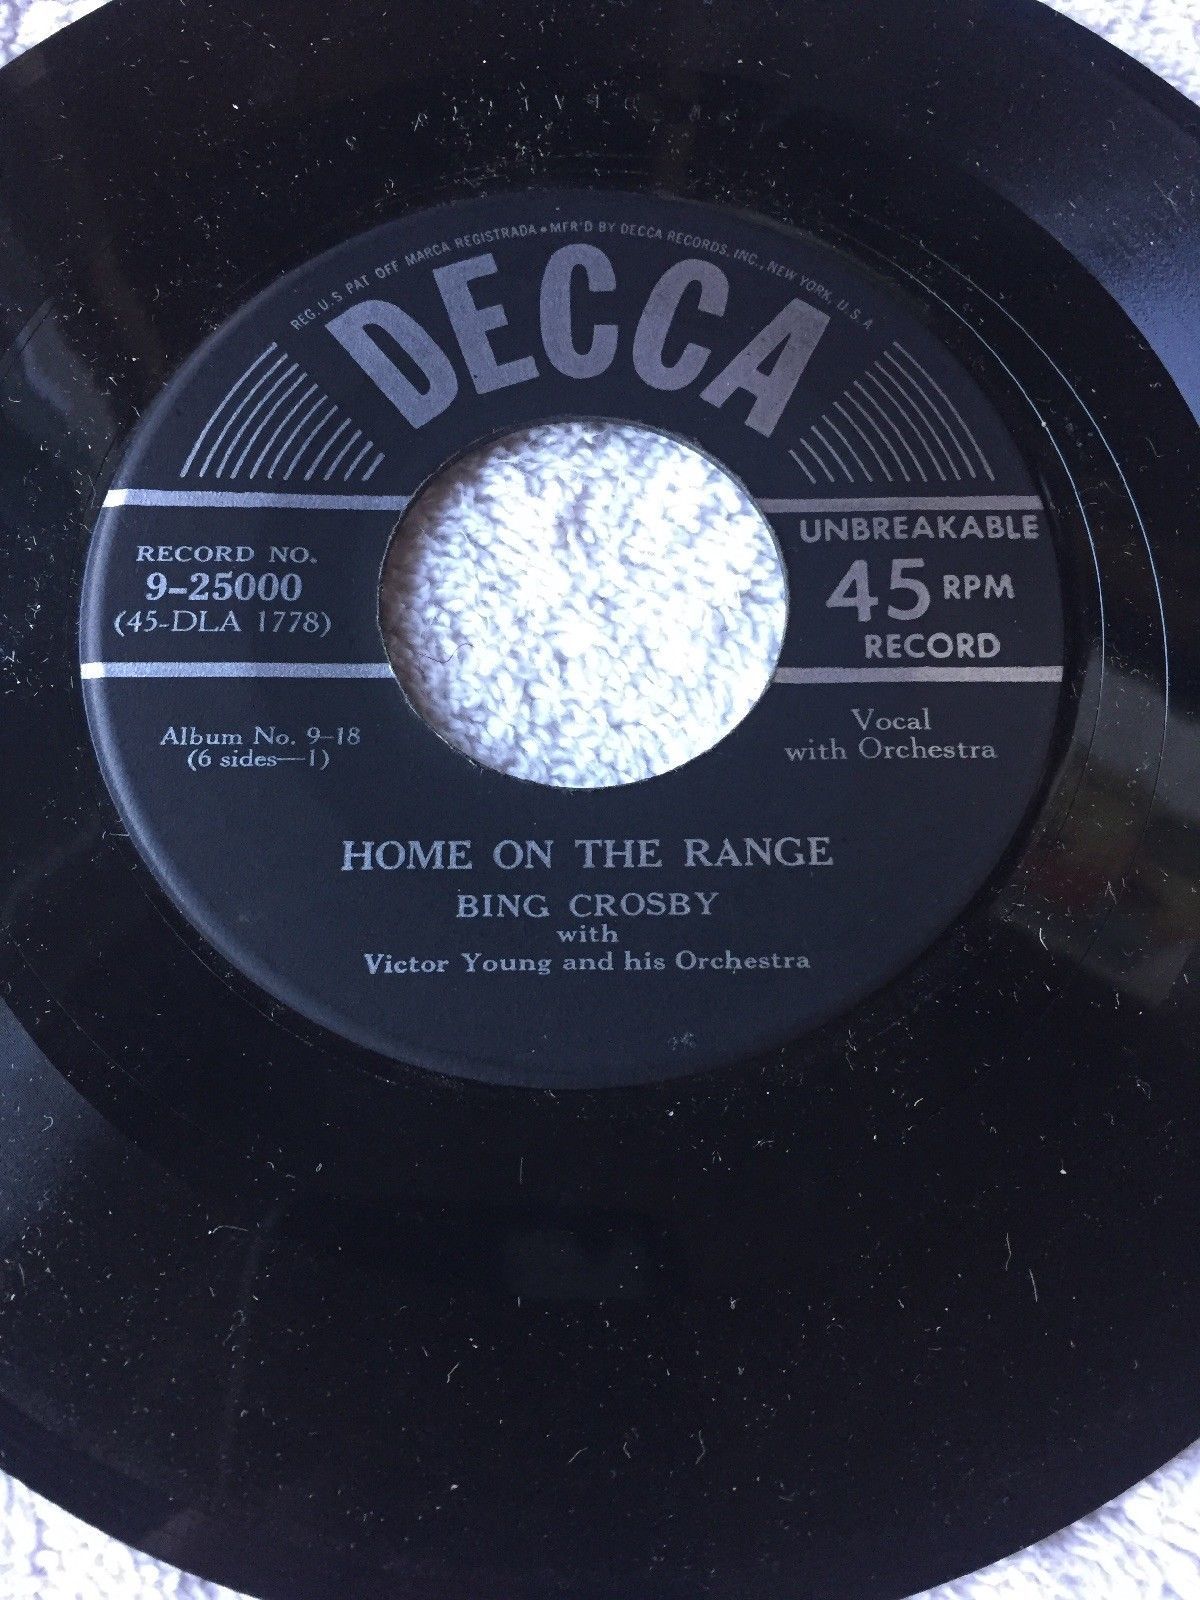 REG. U.S. PAT. OFF. MARCA REGISTRADA • MFR'D BY DECCA RECORDS, INC., NEW YORK, U.S.A.
DECCA
RECORD NO.
9-25000
(45-DLA 1778)
UNBREAKABLE
45 RPM
RECORD
Album No. 9-18
(6 sides—1)
Vocal
with Orchestra
HOME ON THE RANGE
BING CROSBY
with
Victor Young and his Orchestra